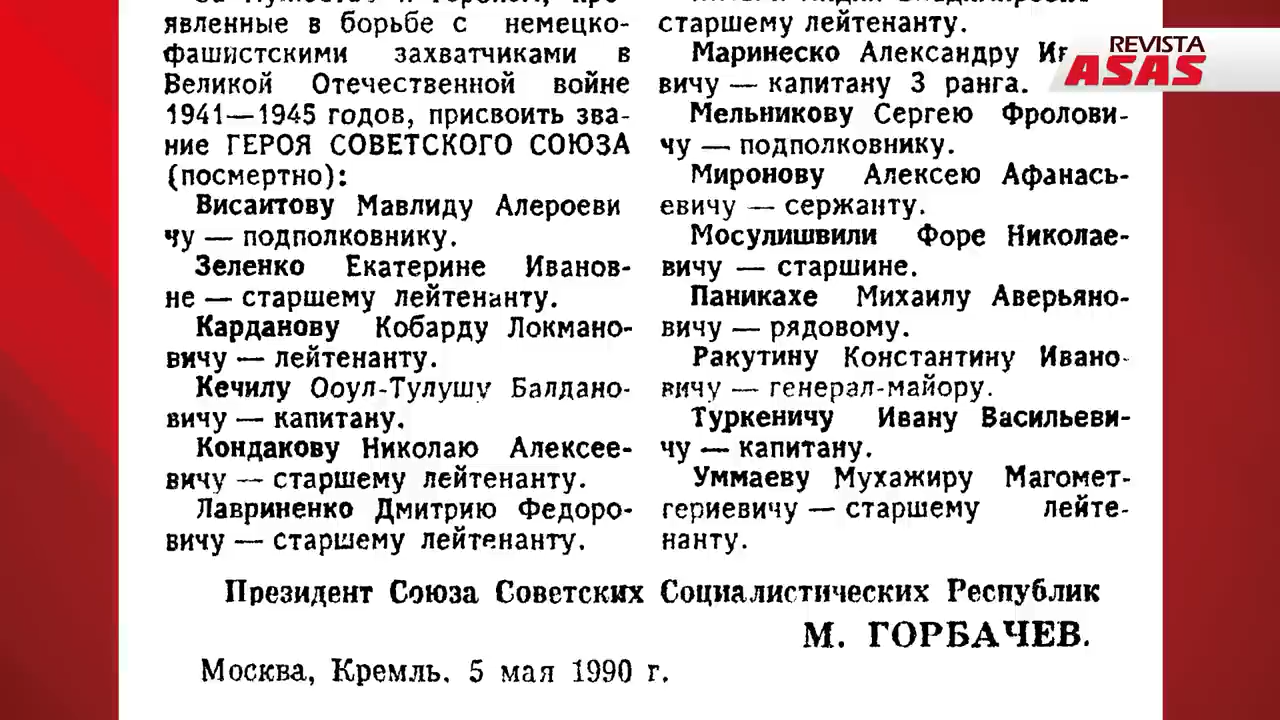 явленные в борьбе с немецко-
фашистскими захватчиками в
Великой Отечественной войне
1941—1945 годов, присвоить зва-
ние ГЕРОЯ СОВЕТСКОГО СОЮЗА
(посмертно):
Висаитову Мавлиду Алероеви
чу — подполковнику.
Зеленко Екатерине Иванов-
не — старшему лейтенанту.
Карданову Кобарду Локмано-
вичу — лейтенанту.
Кечилу Ооул-Тулушу Балдано-
вичу — капитану.
Кондакову Николаю Алексее-
вичу — старшему лейтенанту.
Лавриненко Дмитрию Федоро-
вичу — старшему лейтенанту.
старшему лейтенанту.
Маринеско Александру
вичу — капитану 3 ранга.
Мельникову Сергею Фролови-
чу — подполковнику.
Миронову Алексею Афанась-
евичу — сержанту.
Мосулишвили Форе Николае-
вичу — старшине.
Паникахе Михаилу Аверьяно-
вичу — рядовому.
Ракутину Константину Ивано-
вичу — генерал-майору.
Туркеничу Ивану Васильеви-
чу — капитану.
Уммаеву Мухажиру Магомет-
гериевичу — старшему лейте-
нанту.
Президент Союза Советских Социалистических Республик
М. ГОРБАЧЕВ.
Москва, Кремль. 5 мая 1990 г.
REVISTA
ASAS